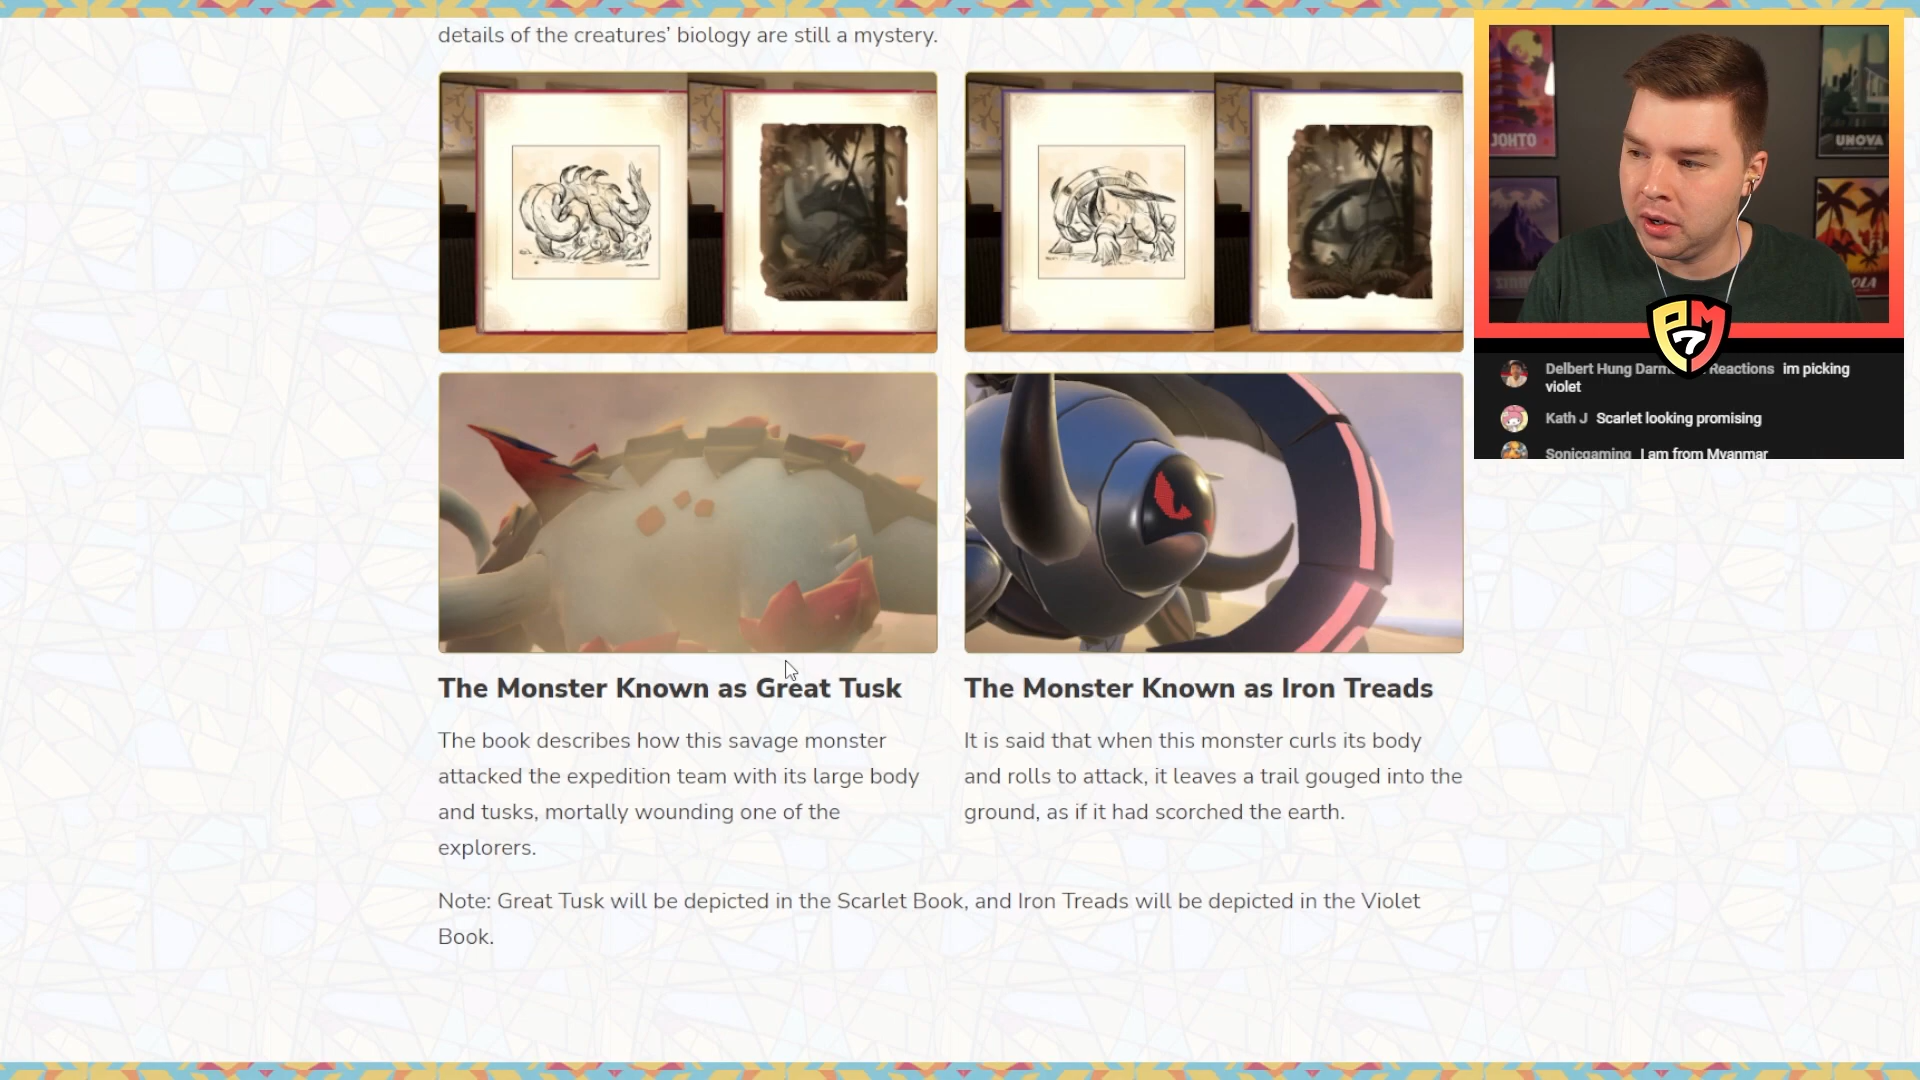 details of the creatures’ biology are still a mystery.
JOHTO
UNOVA
Delbert Hung Darm Reactions im picking
violet
Kath J Scarlet looking promising
Sonicgaming I am from Myanmar
PM
7
The Monster Known as Great Tusk
The book describes how this savage monster
attacked the expedition team with its large body
and tusks, mortally wounding one of the
explorers.
The Monster Known as Iron Treads
It is said that when this monster curls its body
and rolls to attack, it leaves a trail gouged into the
ground, as if it had scorched the earth.
Note: Great Tusk will be depicted in the Scarlet Book, and Iron Treads will be depicted in the Violet
Book.